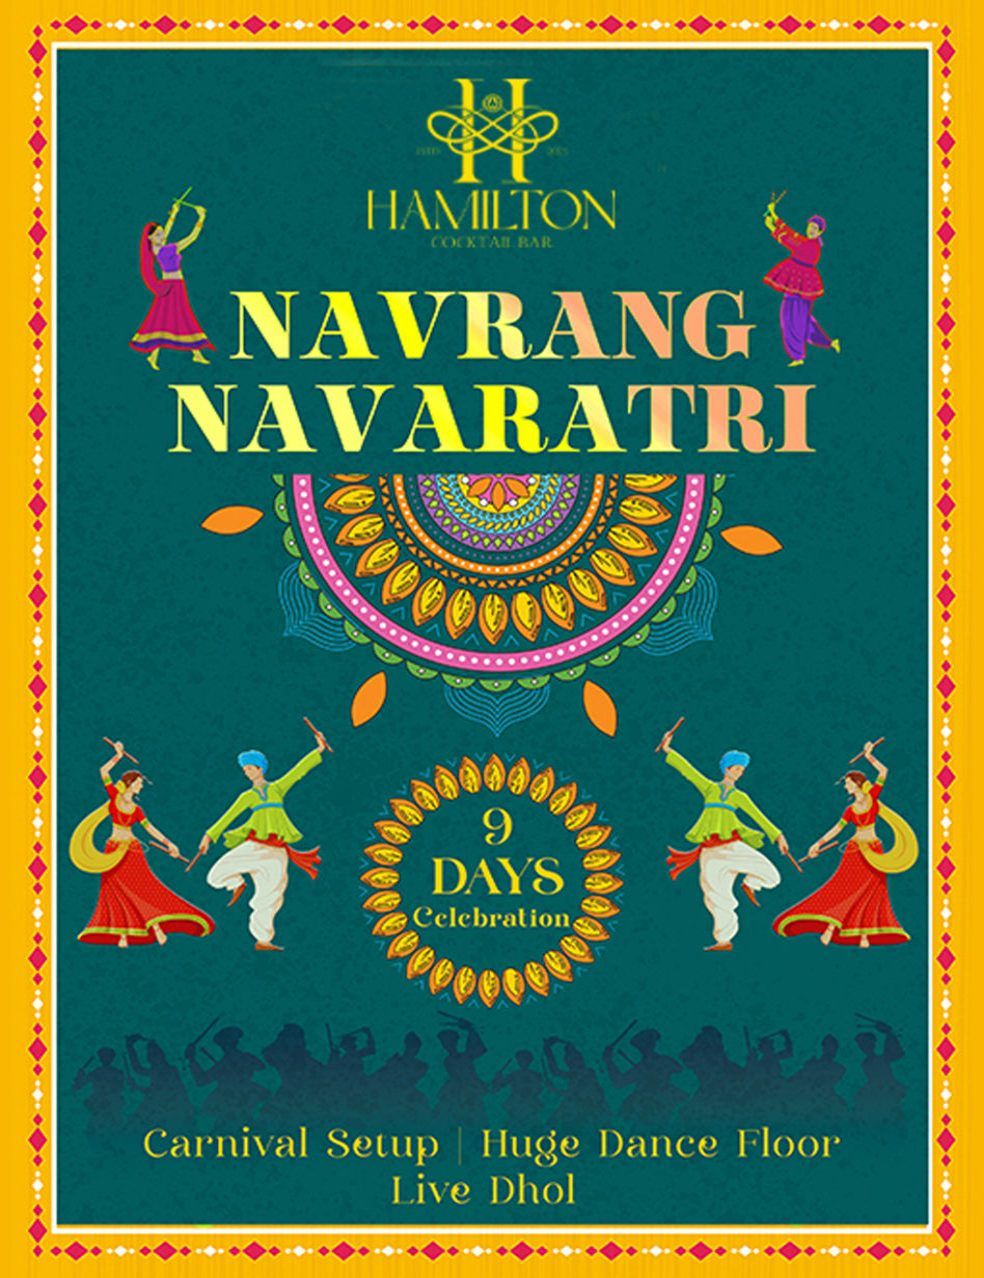 H
HAMILTON
COCKTAIL BAR
NAVRANG
NAVARATRI
9
DAYS
Celebration
Carnival Setup | Huge Dance Floor
Live Dhol